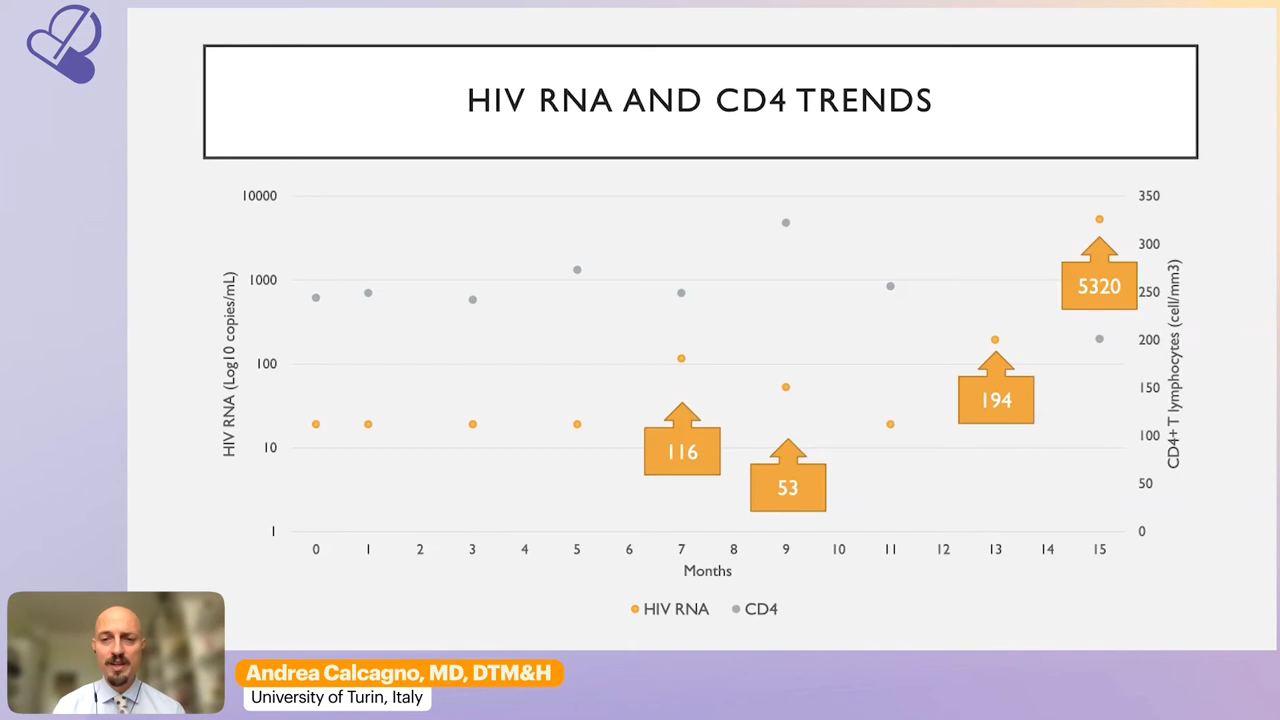 HIV RNA AND CD4 TRENDS
10000
1000
100
10
1
HIV RNA (Log10 copies/mL)
350
300
250
200
150
100
50
0
CD4+ T lymphocytes (cell/mm3)
116
53
194
5320
0 1 2 3 4 5 6 7 8 9 10 11 12 13 14 15
Months
HIV RNA CD4
Andrea Calcagno, MD, DTM&H
University of Turin, Italy